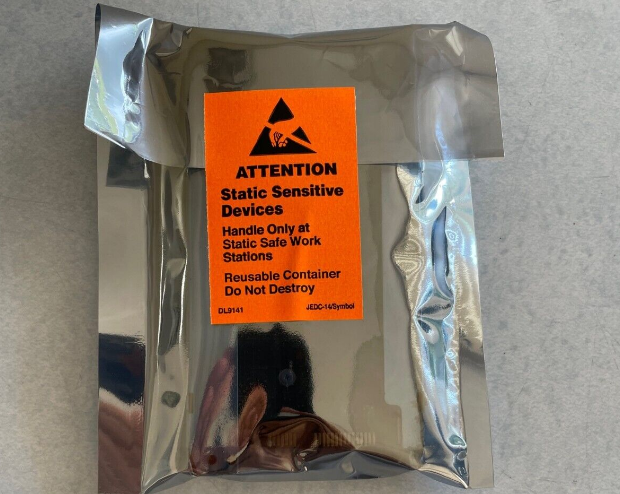 ATTENTION
Static Sensitive
Devices
Handle Only at
Static Safe Work
Stations
Reusable Container
Do Not Destroy
DL9141 JEDC-14/Symbol